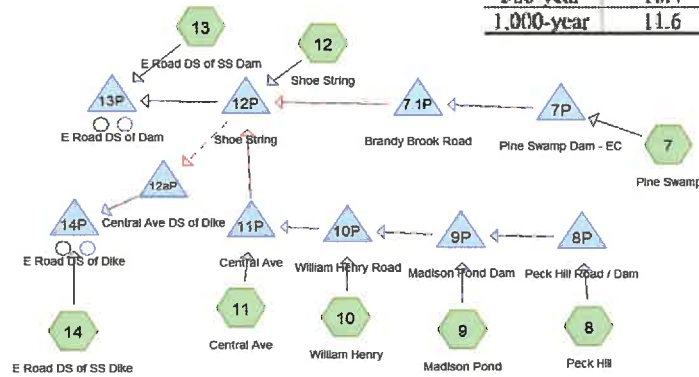 1,000-year 11.6
13
E Road DS of SS Dam
12
Shoe String
13P
E Road DS of Dam
12P
Shoe String
7.1P
Brandy Brook Road
7P
Pine Swamp Dam - EC
7
Pine Swamp
12aP
Central Ave DS of Dike
14P
E Road DS of Dike
11P
Central Ave
10P
William Henry Road
9P
Madison Pond Dam
8P
Peck Hill Road / Dam
14
E Road DS of SS Dike
11
Central Ave
10
William Henry
9
Madison Pond
8
Peck Hill